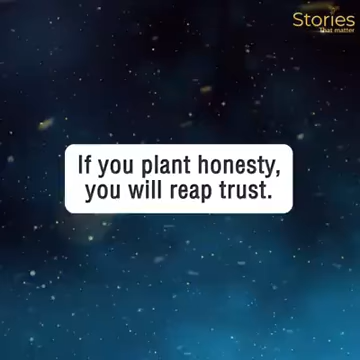 Stories
That matter
If you plant honesty,
you will reap trust.